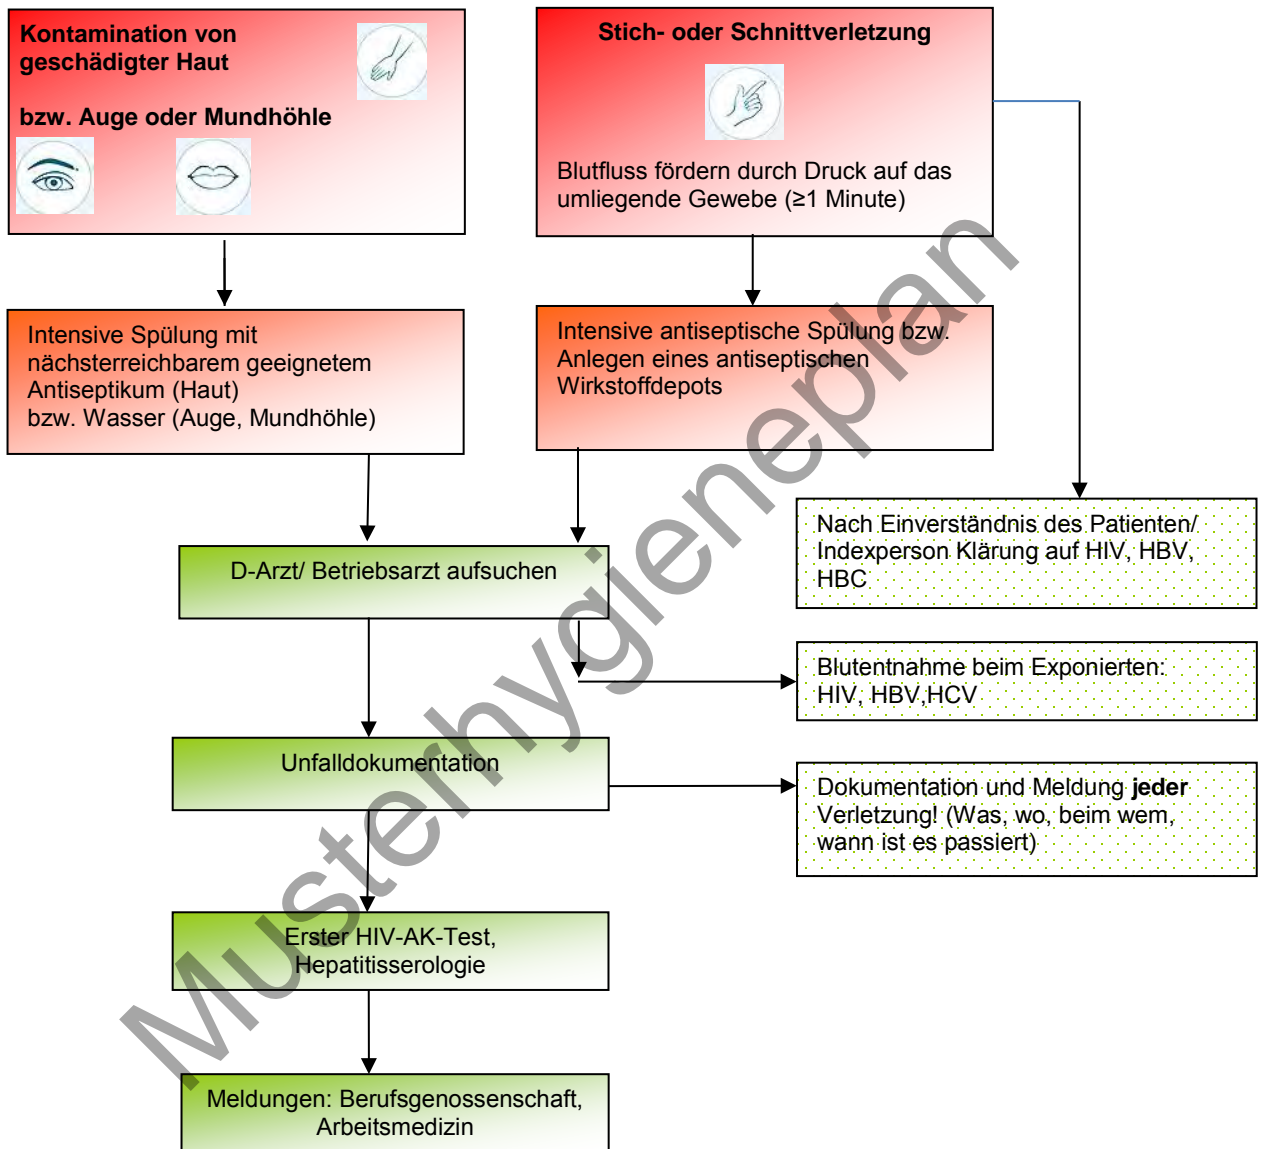 Kontamination von
geschädigter Haut
bzw. Auge oder Mundhöhle
Stich- oder Schnittverletzung
Blutfluss fördern durch Druck auf das
umliegende Gewebe (≥1 Minute)
Intensive Spülung mit
nächsterreichbarem geeignetem
Antiseptikum (Haut)
bzw. Wasser (Auge, Mundhöhle)
Intensive antiseptische Spülung bzw.
Anlegen eines antiseptischen
Wirkstoffdepots
Nach Einverständnis des Patienten/
Indexperson Klärung auf HIV, HBV,
HBC
D-Arzt/ Betriebsarzt aufsuchen
Blutentnahme beim Exponierten:
HIV, HBV,HCV
Unfalldokumentation
Dokumentation und Meldung jeder
Verletzung! (Was, wo, beim wem,
wann ist es passiert)
Erster HIV-AK-Test,
Hepatitisserologie
Meldungen: Berufsgenossenschaft,
Arbeitsmedizin
Musterhygieneplan